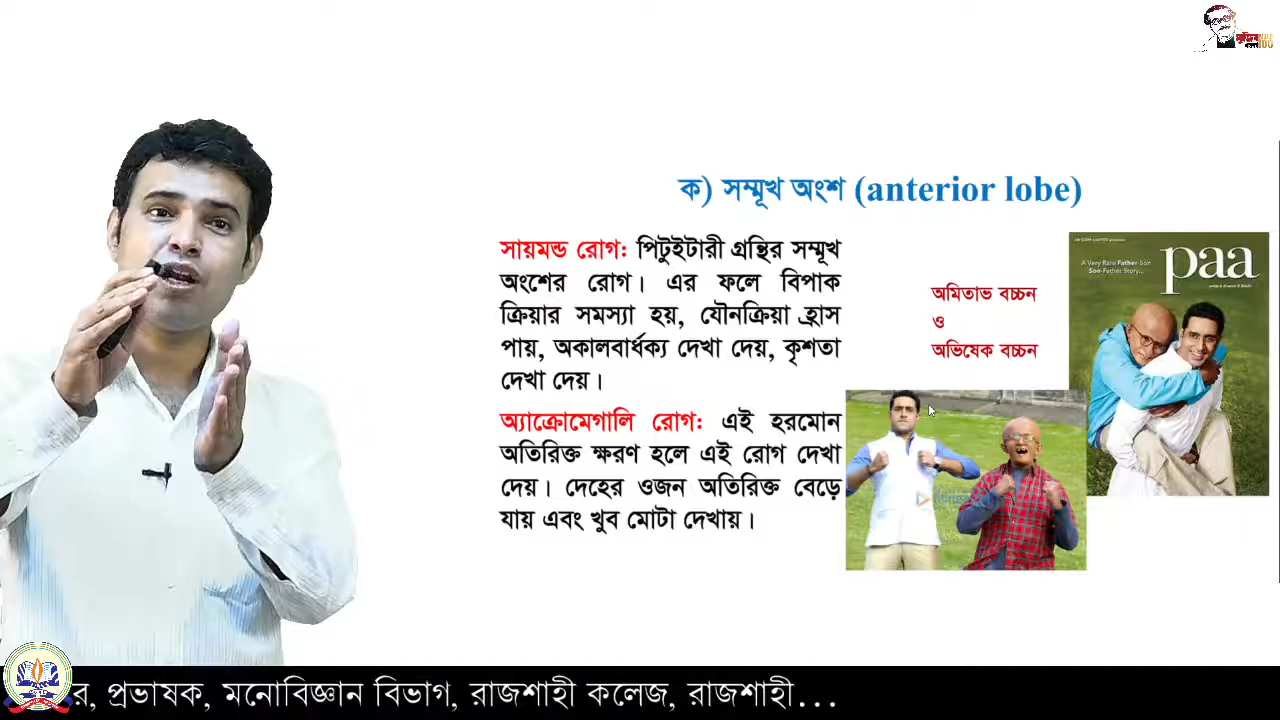 ক) সম্মূখ অংশ (anterior lobe)
সায়মন্ড রোগ: পিটুইটারী গ্রন্থির সম্মূখ
অংশের রোগ। এর ফলে বিপাক
ক্রিয়ার সমস্যা হয়, যৌনক্রিয়া হ্রাস
পায়, অকালবার্ধক্য দেখা দেয়, কৃশতা
দেখা দেয়।
অ্যাক্রোমেগালি রোগ: এই হরমোন
অতিরিক্ত ক্ষরণ হলে এই রোগ দেখা
দেয়। দেহের ওজন অতিরিক্ত বেড়ে
যায় এবং খুব মোটা দেখায়।
অমিতাভ বচ্চন
ও
অভিষেক বচ্চন
A Very Rare Father-Son
Son-Father Story...
paa
র, প্রভাষক, মনোবিজ্ঞান বিভাগ, রাজশাহী কলেজ, রাজশাহী...